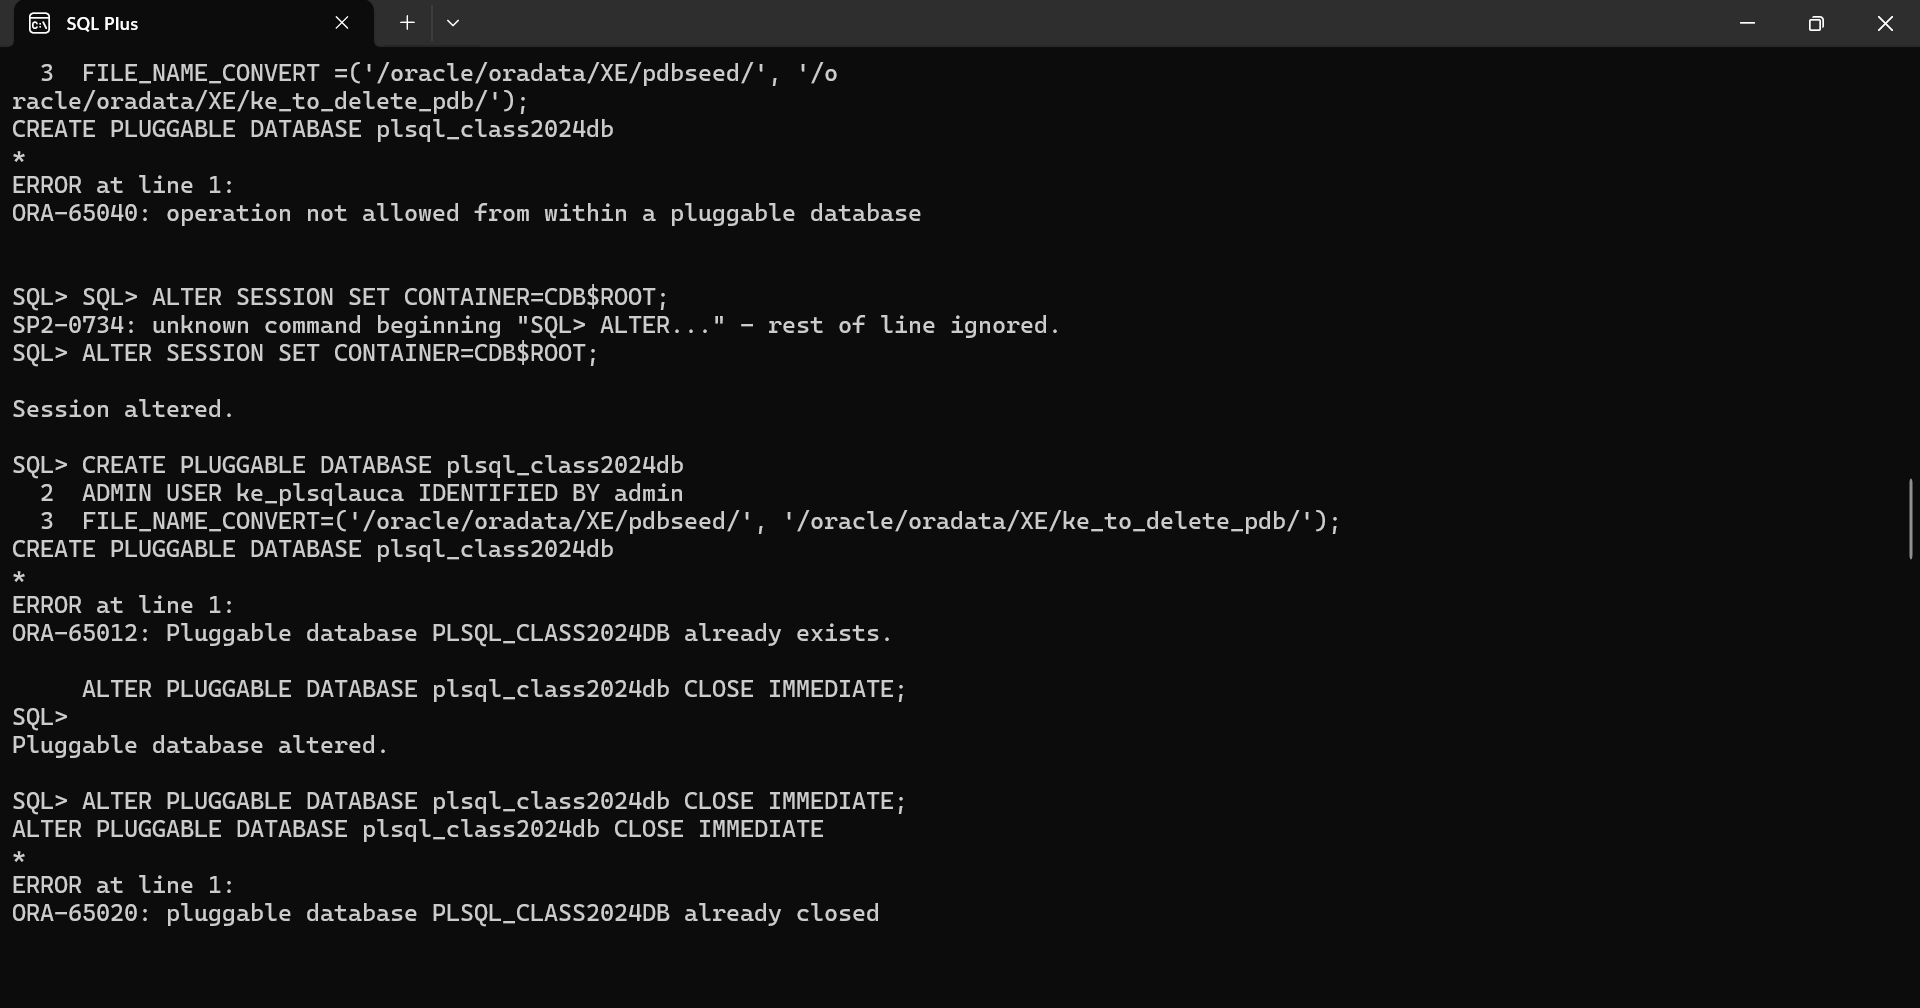 SQL Plus
3 FILE_NAME_CONVERT =('/oracle/oradata/XE/pdbseed/', '/o
racle/oradata/XE/ke_to_delete_pdb/');
CREATE PLUGGABLE DATABASE plsql_class2024db
*
ERROR at line 1:
ORA-65040: operation not allowed from within a pluggable database
SQL> SQL> ALTER SESSION SET CONTAINER=CDB$ROOT;
SP2-0734: unknown command beginning "SQL> ALTER..." - rest of line ignored.
SQL> ALTER SESSION SET CONTAINER=CDB$ROOT;
Session altered.
SQL> CREATE PLUGGABLE DATABASE plsql_class2024db
2 ADMIN USER ke_plsqlauca IDENTIFIED BY admin
3 FILE_NAME_CONVERT=('/oracle/oradata/XE/pdbseed/', '/oracle/oradata/XE/ke_to_delete_pdb/');
CREATE PLUGGABLE DATABASE plsql_class2024db
*
ERROR at line 1:
ORA-65012: Pluggable database PLSQL_CLASS2024DB already exists.
ALTER PLUGGABLE DATABASE plsql_class2024db CLOSE IMMEDIATE;
SQL>
Pluggable database altered.
SQL> ALTER PLUGGABLE DATABASE plsql_class2024db CLOSE IMMEDIATE;
ALTER PLUGGABLE DATABASE plsql_class2024db CLOSE IMMEDIATE
*
ERROR at line 1:
ORA-65020: pluggable database PLSQL_CLASS2024DB already closed